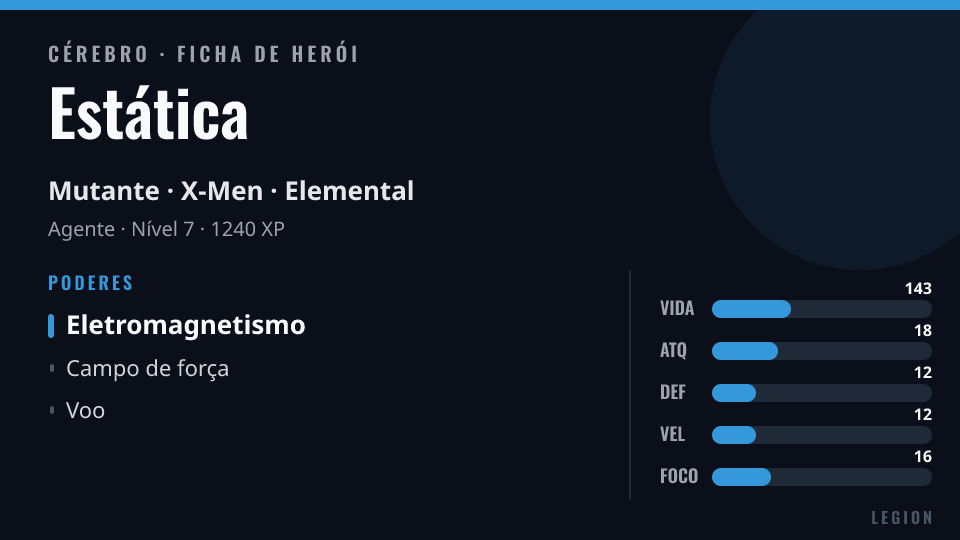 CÉREBRO · FICHA DE HERÓI
Estática
Mutante · X-Men · Elemental
Agente · Nível 7 · 1240 XP
PODERES
Eletromagnetismo
Campo de força
Voo
143
VIDA
18
ATQ
12
DEF
12
VEL
16
FOCO
LEGION